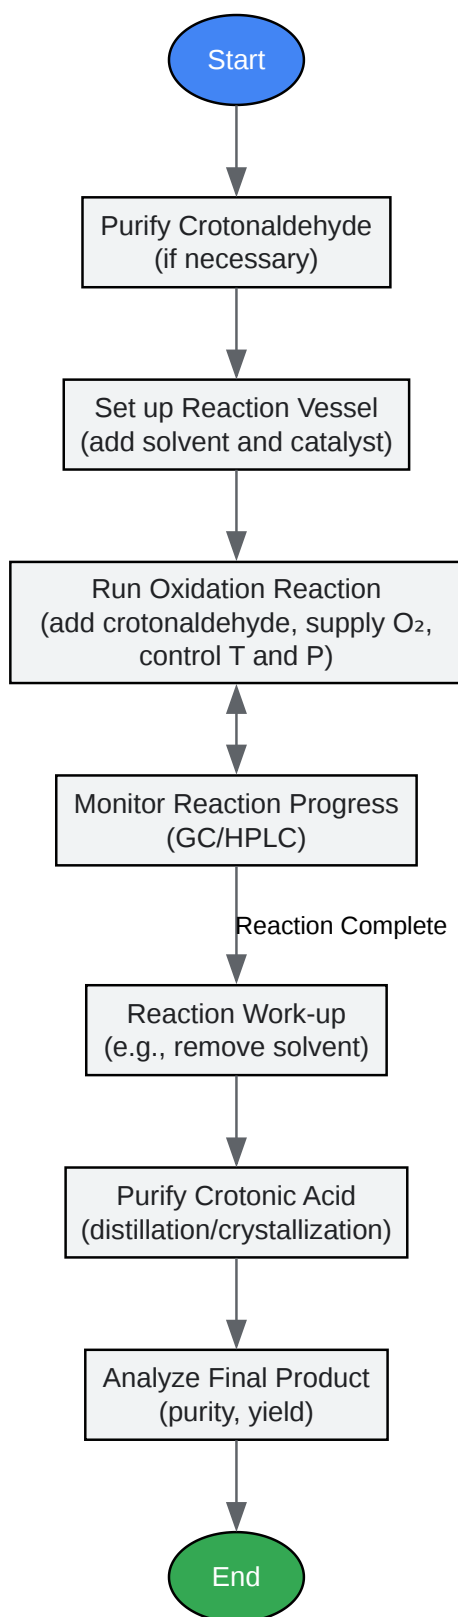 Start
Purify Crotonaldehyde
(if necessary)
Set up Reaction Vessel
(add solvent and catalyst)
Run Oxidation Reaction
(add crotonaldehyde, supply O₂,
control T and P)
Monitor Reaction Progress
(GC/HPLC)
Reaction Complete
Reaction Work-up
(e.g., remove solvent)
Purify Crotonic Acid
(distillation/crystallization)
Analyze Final Product
(purity, yield)
End